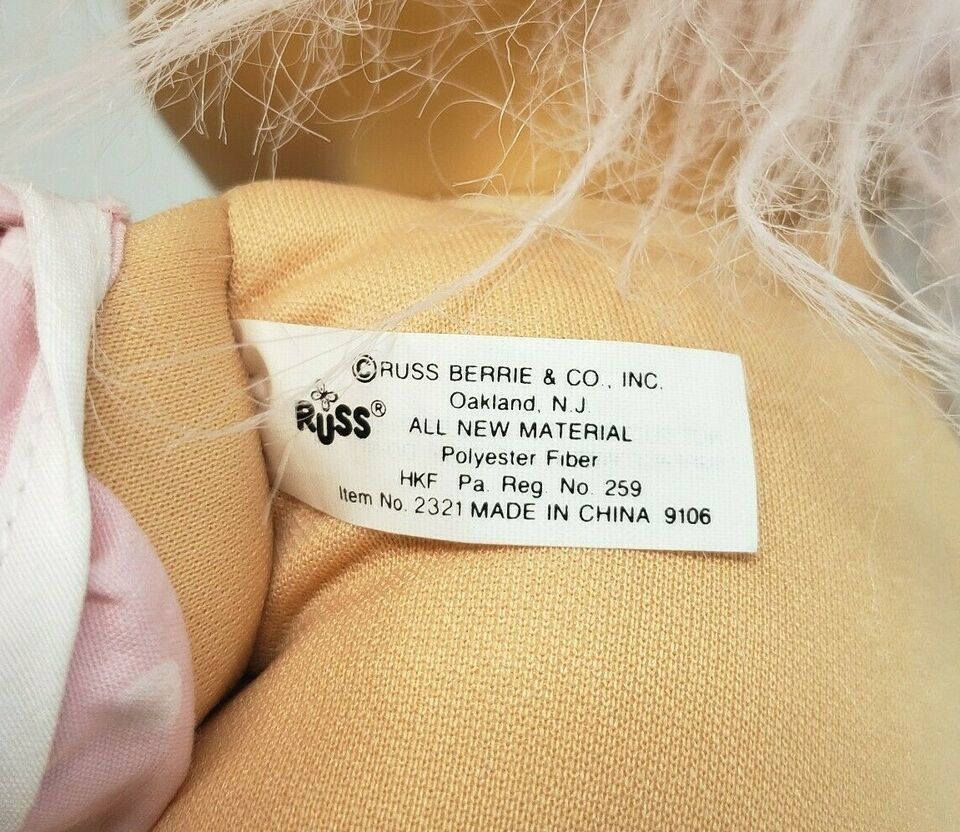 ©RUSS BERRIE & CO., INC.
Oakland, N.J.
RUSS®
ALL NEW MATERIAL
Polyester Fiber
HKF Pa. Reg. No. 259
Item No. 2321 MADE IN CHINA 9106